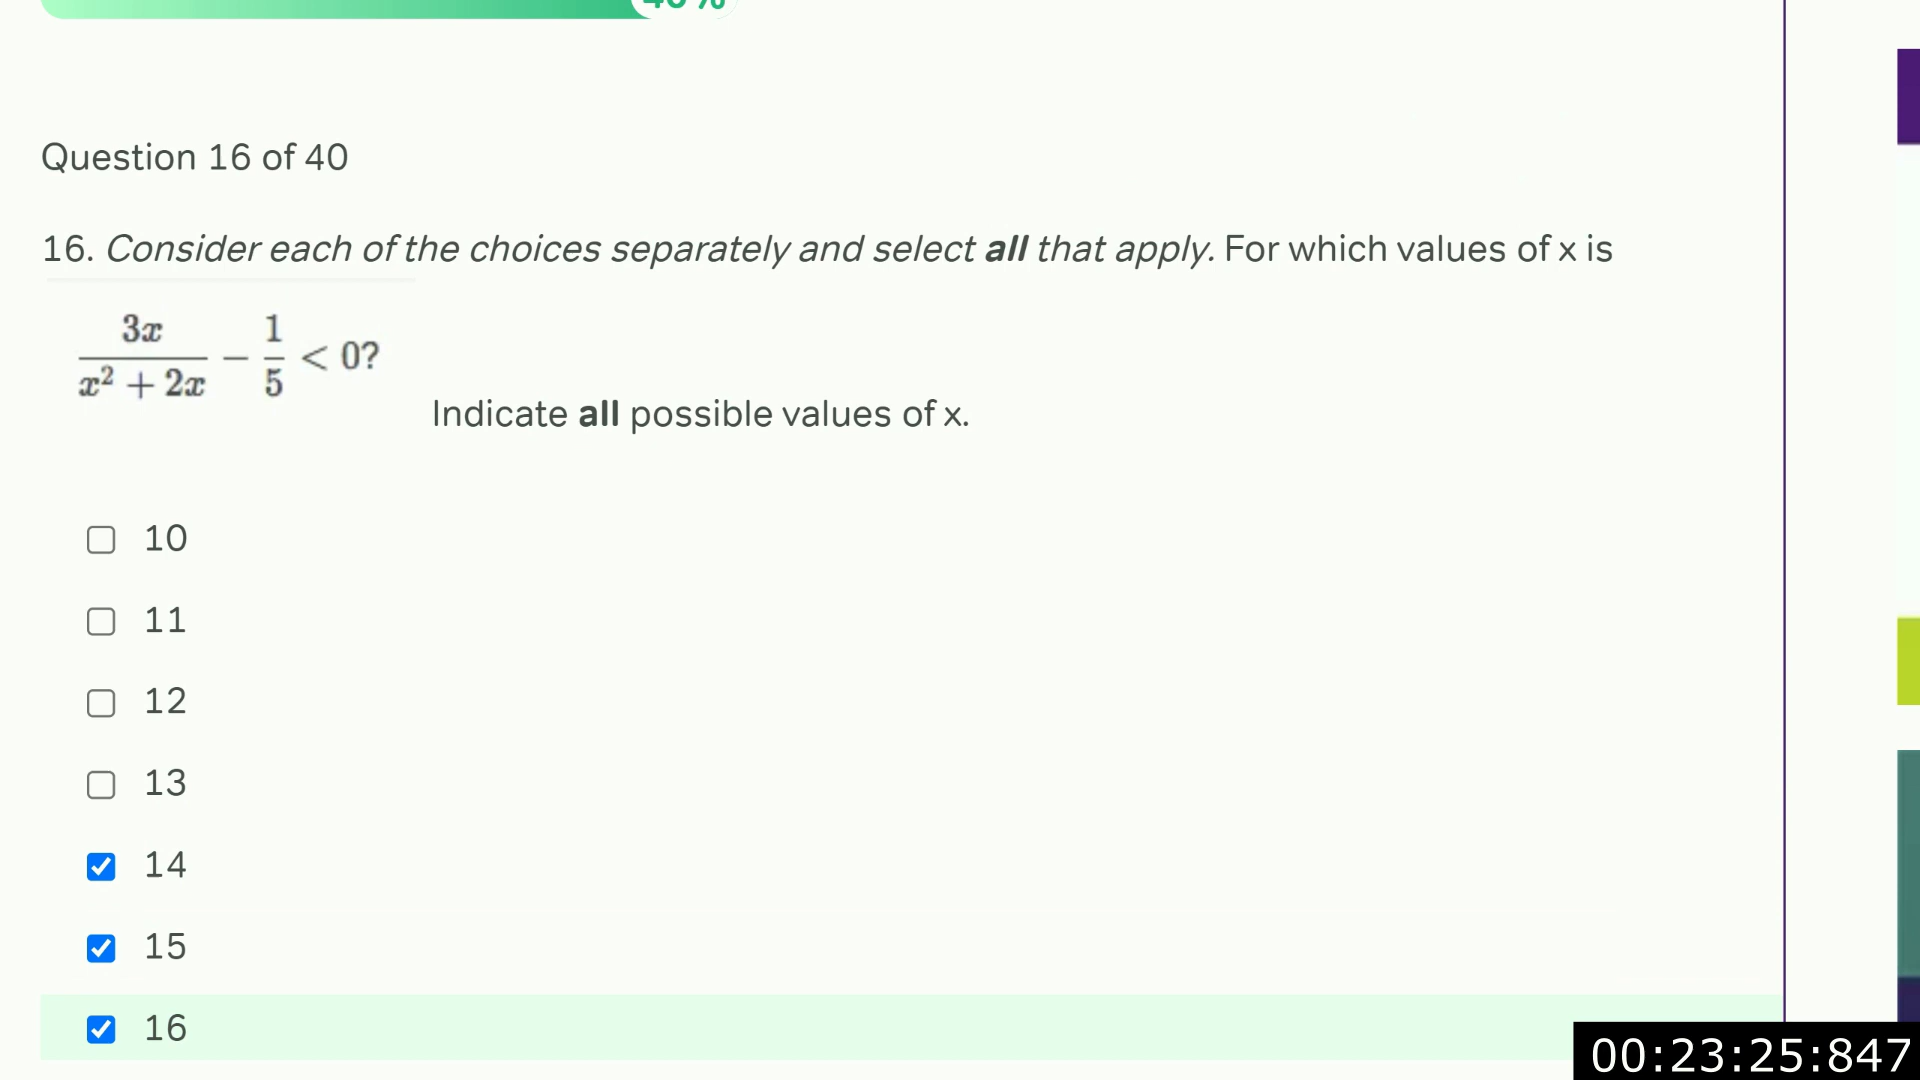 40%
Question 16 of 40
16. Consider each of the choices separately and select all that apply. For which values of x is
3x / (x² + 2x) − 1/5 < 0?
Indicate all possible values of x.
10
11
12
13
14
15
16
00:23:25:847